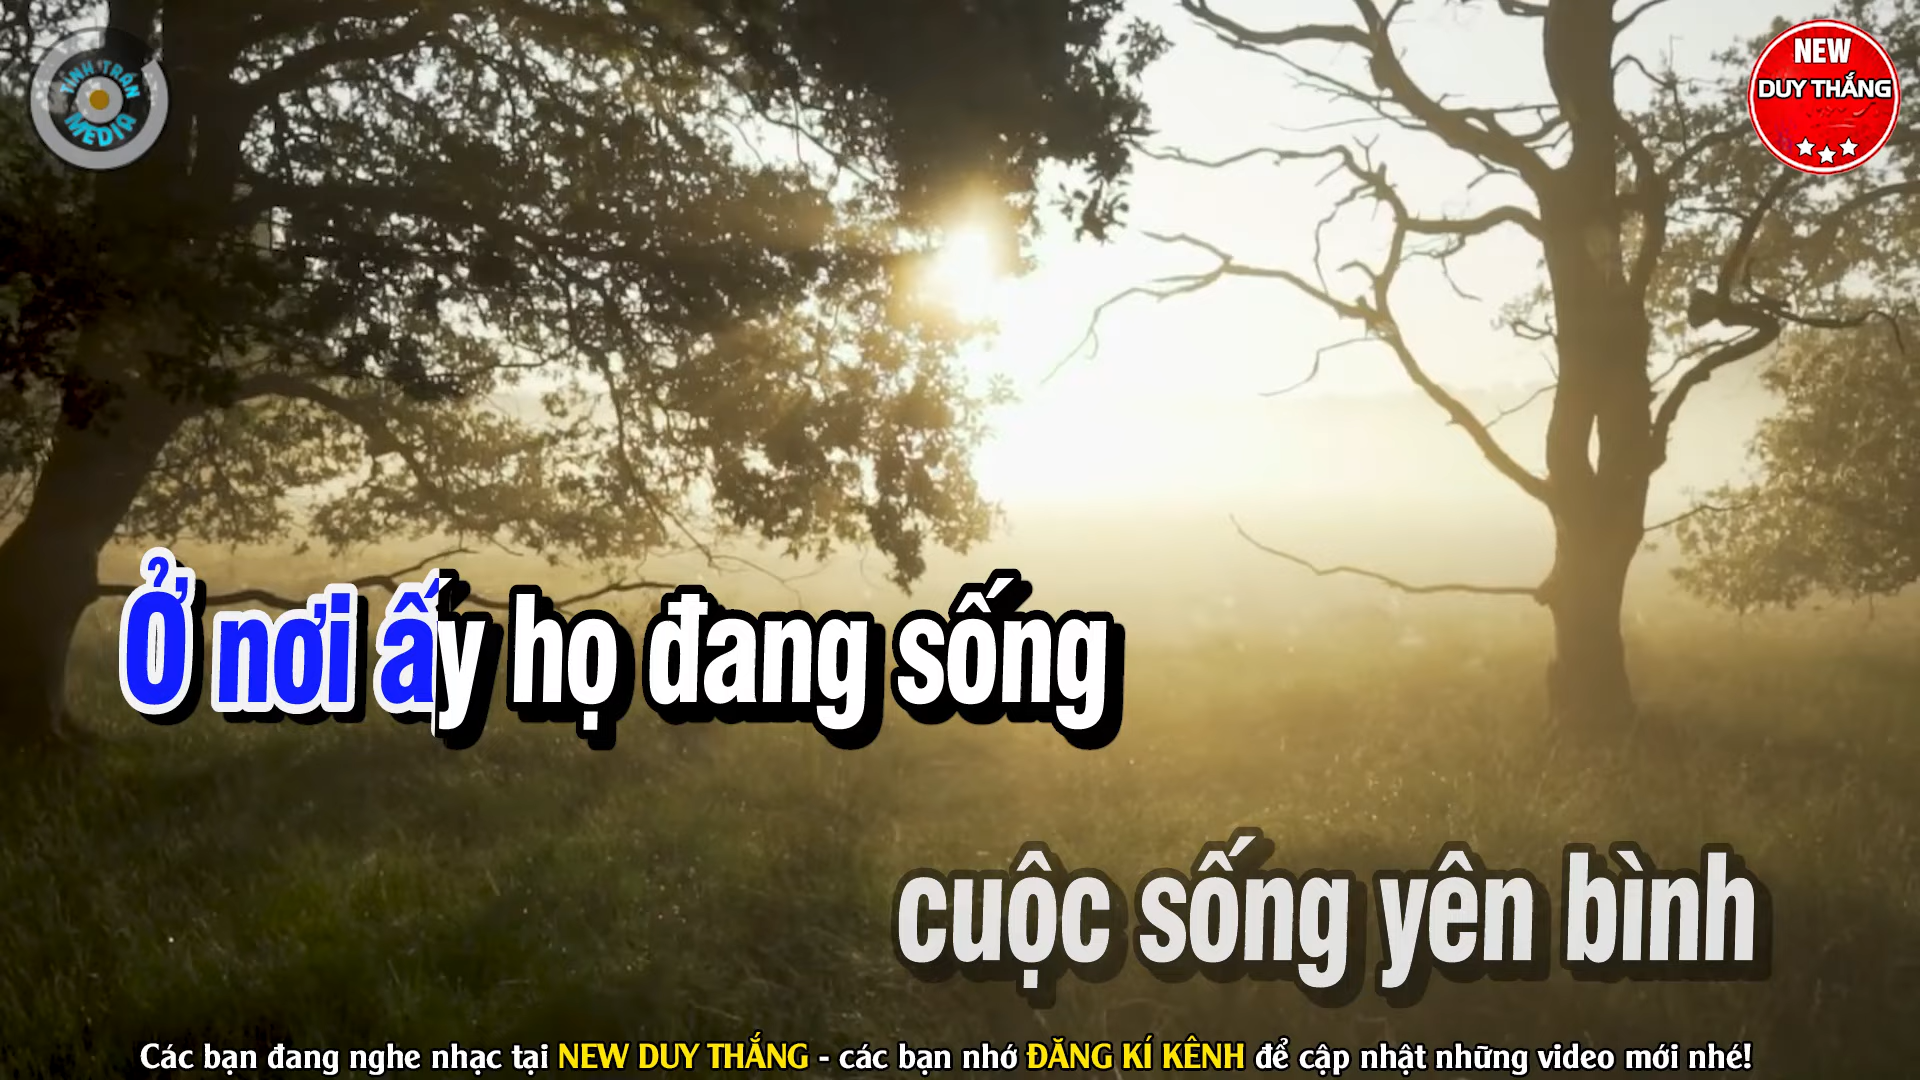 TÌNH TRẦN
MEDIA
NEW
DUY THẮNG
Ở nơi ấy họ đang sống
cuộc sống yên bình
Các bạn đang nghe nhạc tại NEW DUY THẮNG - các bạn nhớ ĐĂNG KÍ KÊNH để cập nhật những video mới nhé!